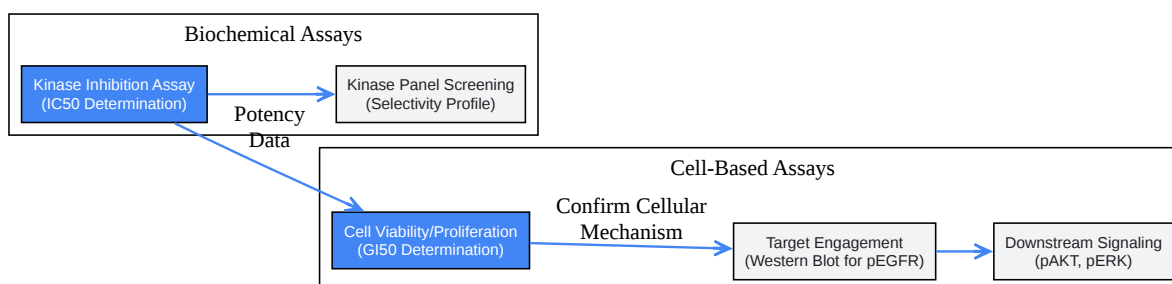 Biochemical Assays
Kinase Inhibition Assay
(IC50 Determination)
Kinase Panel Screening
(Selectivity Profile)
Potency
Data
Cell-Based Assays
Cell Viability/Proliferation
(GI50 Determination)
Confirm Cellular
Mechanism
Target Engagement
(Western Blot for pEGFR)
Downstream Signaling
(pAKT, pERK)